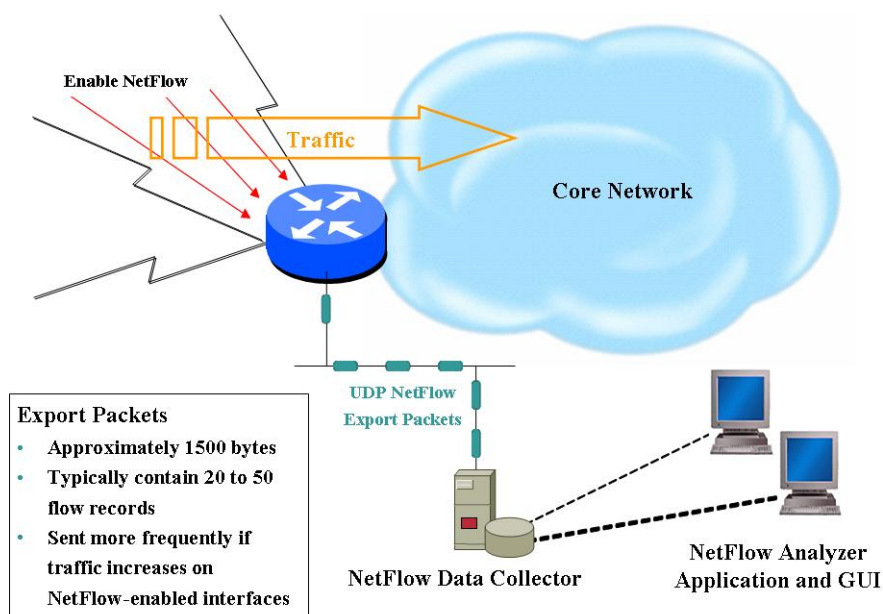 Enable NetFlow
Traffic
Core Network
UDP NetFlow
Export Packets
Export Packets
• Approximately 1500 bytes
• Typically contain 20 to 50
flow records
• Sent more frequently if
traffic increases on
NetFlow-enabled interfaces
NetFlow Data Collector
NetFlow Analyzer
Application and GUI